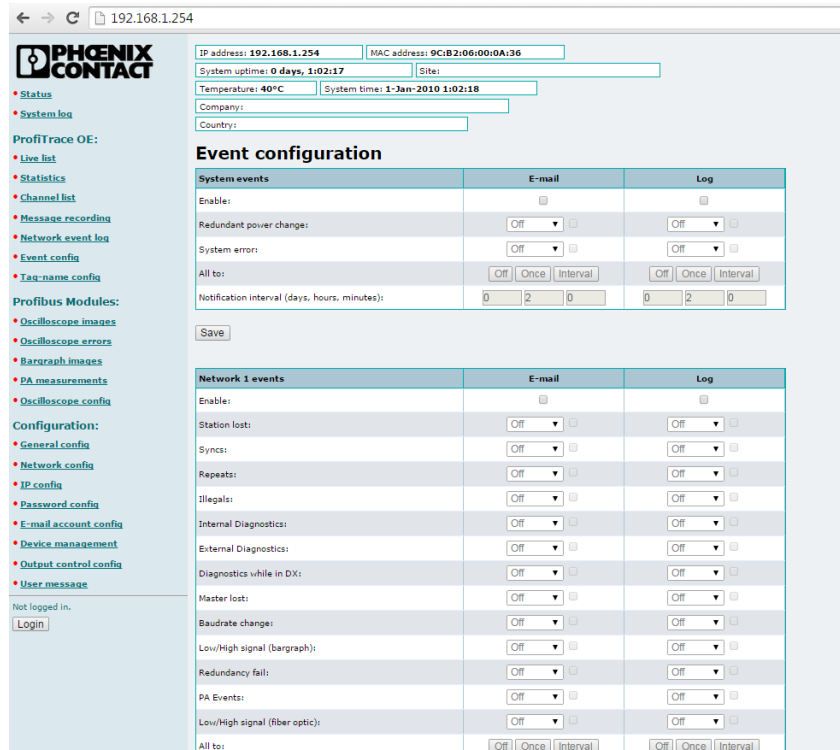 192.168.1.254
PHŒNIX
CONTACT
Status
System log
ProfiTrace OE:
Live list
Statistics
Channel list
Message recording
Network event log
Event config
Tag-name config
Profibus Modules:
Oscilloscope images
Oscilloscope errors
Bargraph images
PA measurements
Oscilloscope config
Configuration:
General config
Network config
IP config
Password config
E-mail account config
Device management
Output control config
User message
Not logged in.
Login
IP address: 192.168.1.254 MAC address: 9C:B2:06:00:0A:36
System uptime: 0 days, 1:02:17 Site:
Temperature: 40°C System time: 1-Jan-2010 1:02:18
Company:
Country:
Event configuration
System events E-mail Log
Enable:
Redundant power change: Off Off
System error: Off Off
All to: Off Once Interval Off Once Interval
Notification interval (days, hours, minutes): 0 2 0 0 2 0
Save
Network 1 events E-mail Log
Enable:
Station lost: Off Off
Syncs: Off Off
Repeats: Off Off
Illegals: Off Off
Internal Diagnostics: Off Off
External Diagnostics: Off Off
Diagnostics while in DX: Off Off
Master lost: Off Off
Baudrate change: Off Off
Low/High signal (bargraph): Off Off
Redundancy fail: Off Off
PA Events: Off Off
Low/High signal (fiber optic): Off Off
All to: Off Once Interval Off Once Interval